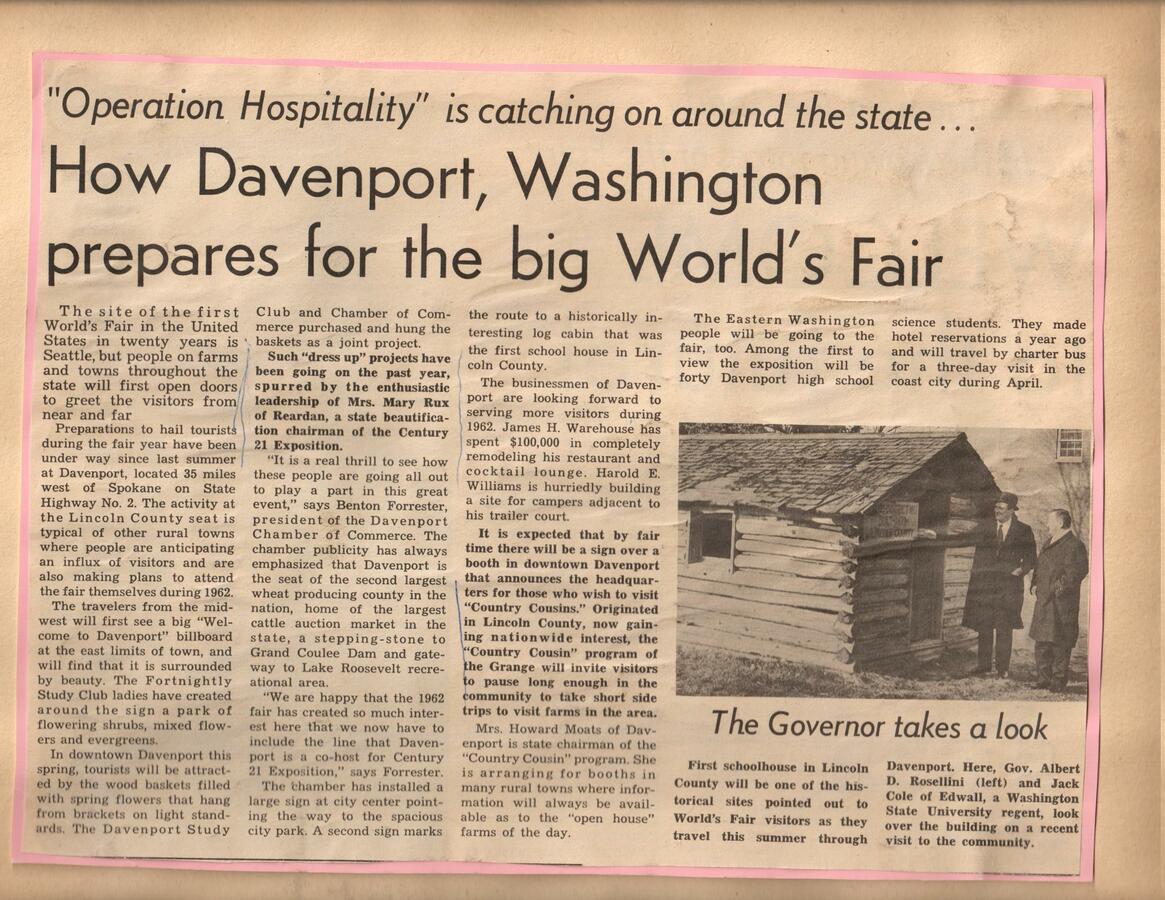 "Operation Hospitality" is catching on around the state...
How Davenport, Washington
prepares for the big World's Fair
The site of the first
World's Fair in the United
States in twenty years is
Seattle, but people on farms
and towns throughout the
state will first open doors
to greet the visitors from
near and far
Preparations to hail tourists
during the fair year have been
under way since last summer
at Davenport, located 35 miles
west of Spokane on State
Highway No. 2. The activity at
the Lincoln County seat is
typical of other rural towns
where people are anticipating
an influx of visitors and are
also making plans to attend
the fair themselves during 1962.
The travelers from the mid-
west will first see a big "Wel-
come to Davenport" billboard
at the east limits of town, and
will find that it is surrounded
by beauty. The Fortnightly
Study Club ladies have created
around the sign a park of
flowering shrubs, mixed flow-
ers and evergreens.
In downtown Davenport this
spring, tourists will be attract-
ed by the wood baskets filled
with spring flowers that hang
from brackets on light stand-
ards. The Davenport Study
Club and Chamber of Com-
merce purchased and hung the
baskets as a joint project.
Such "dress up" projects have
been going on the past year,
spurred by the enthusiastic
leadership of Mrs. Mary Rux
of Reardan, a state beautifica-
tion chairman of the Century
21 Exposition.
"It is a real thrill to see how
these people are going all out
to play a part in this great
event," says Benton Forrester,
president of the Davenport
Chamber of Commerce. The
chamber publicity has always
emphasized that Davenport is
the seat of the second largest
wheat producing county in the
nation, home of the largest
cattle auction market in the
state, a stepping-stone to
Grand Coulee Dam and gate-
way to Lake Roosevelt recre-
ational area.
"We are happy that the 1962
fair has created so much inter-
est here that we now have to
include the line that Daven-
port is a co-host for Century
21 Exposition," says Forrester.
The chamber has installed a
large sign at city center point-
ing the way to the spacious
city park. A second sign marks
the route to a historically in-
teresting log cabin that was
the first school house in Lin-
coln County.
The businessmen of Daven-
port are looking forward to
serving more visitors during
1962. James H. Warehouse has
spent $100,000 in completely
remodeling his restaurant and
cocktail lounge. Harold E.
Williams is hurriedly building
a site for campers adjacent to
his trailer court.
It is expected that by fair
time there will be a sign over a
booth in downtown Davenport
that announces the headquar-
ters for those who wish to visit
"Country Cousins." Originated
in Lincoln County, now gain-
ing nationwide interest, the
"Country Cousin" program of
the Grange will invite visitors
to pause long enough in the
community to take short side
trips to visit farms in the area.
Mrs. Howard Moats of Dav-
enport is state chairman of the
"Country Cousin" program. She
is arranging for booths in
many rural towns where infor-
mation will always be avail-
able as to the "open house"
farms of the day.
The Eastern Washington
people will be going to the
fair, too. Among the first to
view the exposition will be
forty Davenport high school
science students. They made
hotel reservations a year ago
and will travel by charter bus
for a three-day visit in the
coast city during April.
The Governor takes a look
First schoolhouse in Lincoln
County will be one of the his-
torical sites pointed out to
World's Fair visitors as they
travel this summer through
Davenport. Here, Gov. Albert
D. Rosellini (left) and Jack
Cole of Edwall, a Washington
State University regent, look
over the building on a recent
visit to the community.